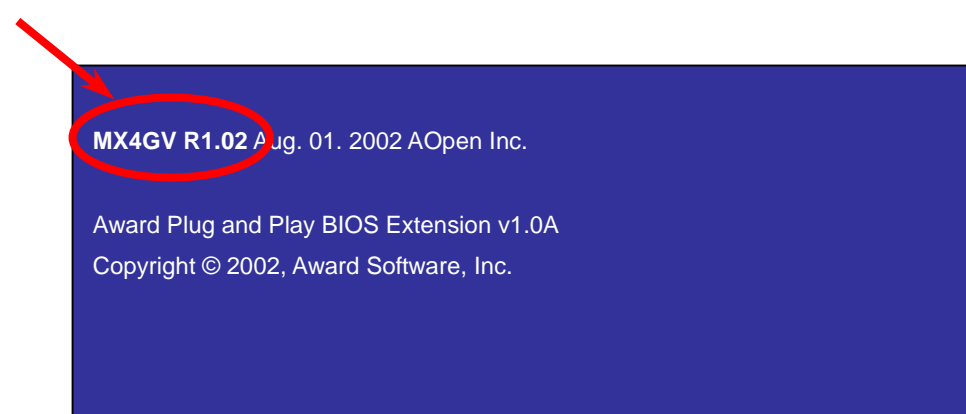 MX4GV R1.02 Aug. 01. 2002 AOpen Inc.
Award Plug and Play BIOS Extension v1.0A
Copyright © 2002, Award Software, Inc.